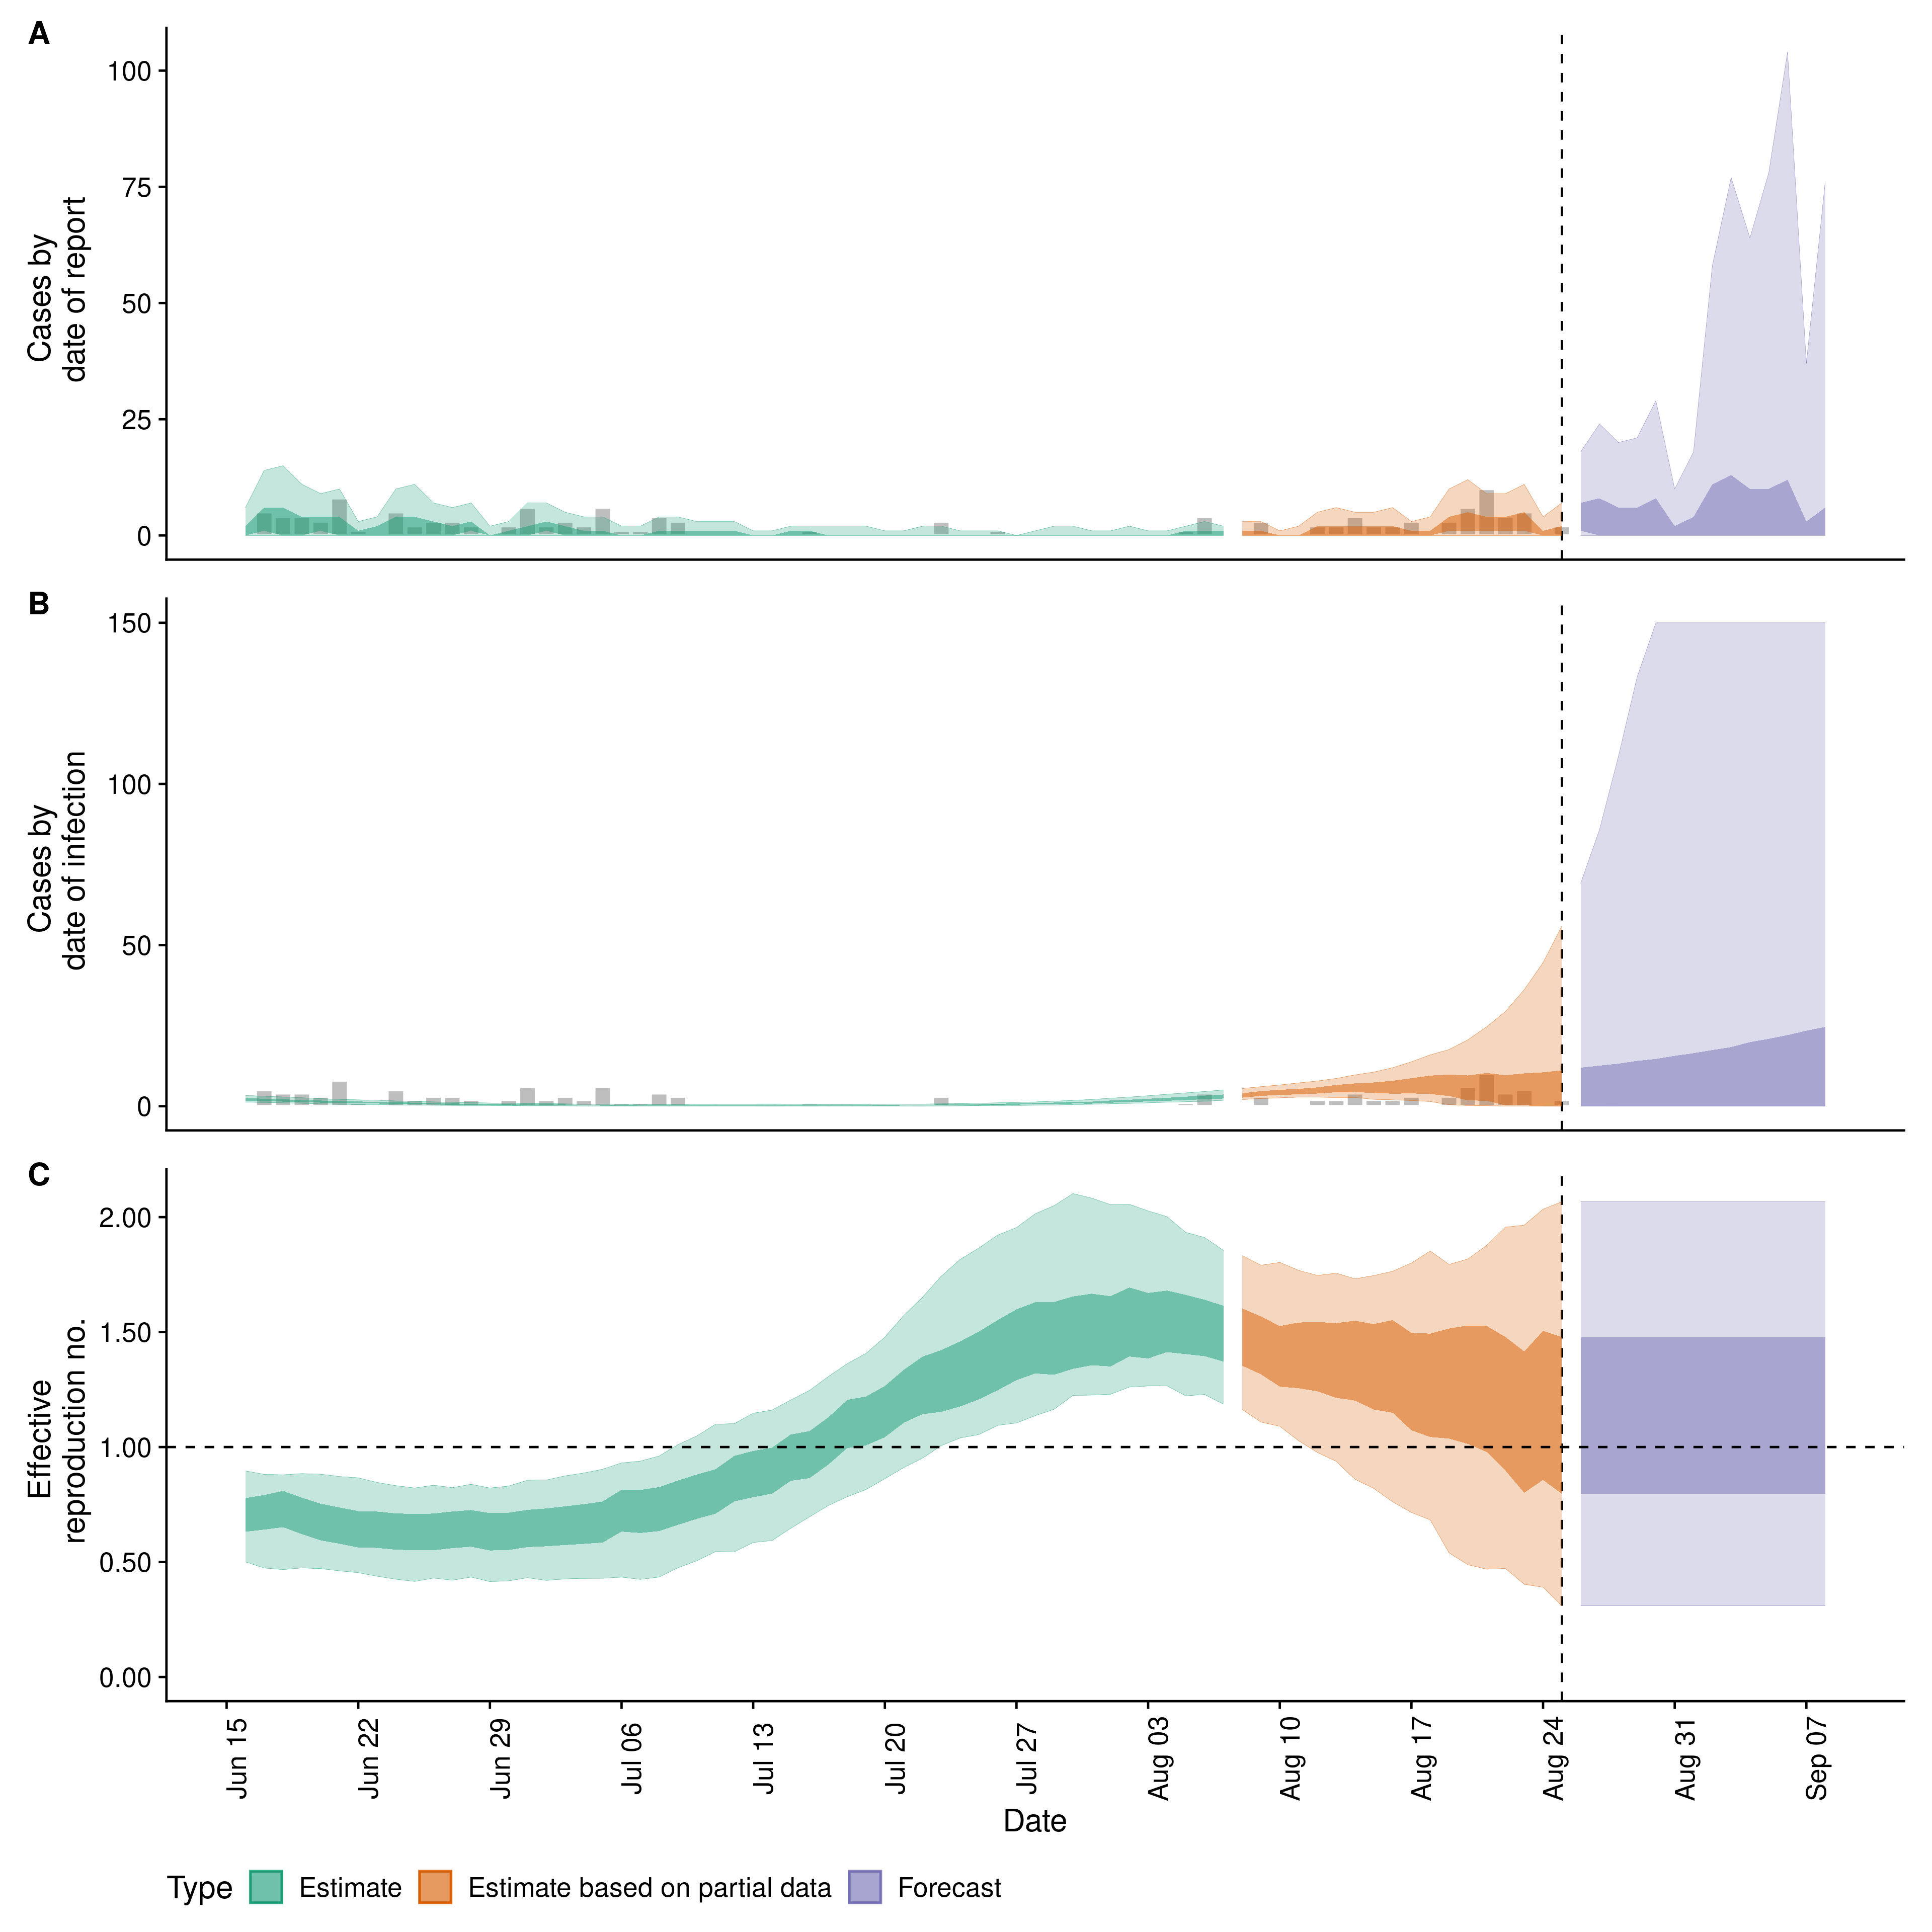 A
Cases by
date of report
100
75
50
25
0
B
Cases by
date of infection
150
100
50
0
C
Effective
reproduction no.
2.00
1.50
1.00
0.50
0.00
Jun 15
Jun 22
Jun 29
Jul 06
Jul 13
Jul 20
Jul 27
Aug 03
Aug 10
Aug 17
Aug 24
Aug 31
Sep 07
Date
Type Estimate Estimate based on partial data Forecast